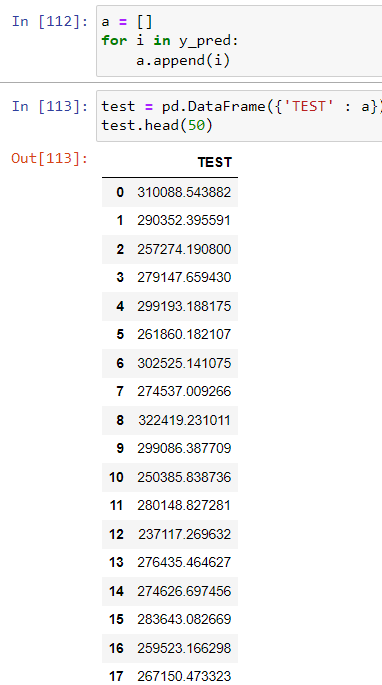 In [112]: a = []
for i in y_pred:
    a.append(i)
In [113]: test = pd.DataFrame({'TEST' : a})
test.head(50)
Out[113]:
TEST
0 310088.543882
1 290352.395591
2 257274.190800
3 279147.659430
4 299193.188175
5 261860.182107
6 302525.141075
7 274537.009266
8 322419.231011
9 299086.387709
10 250385.838736
11 280148.827281
12 237117.269632
13 276435.464627
14 274626.697456
15 283643.082669
16 259523.166298
17 267150.473323